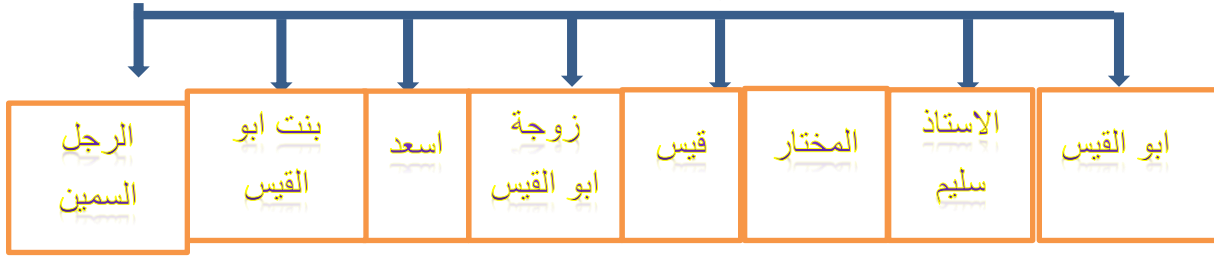 ابو القيس
الاستاذ
سليم
المختار
قيس
زوجة
ابو القيس
اسعد
بنت ابو
القيس
الرجل
السمين